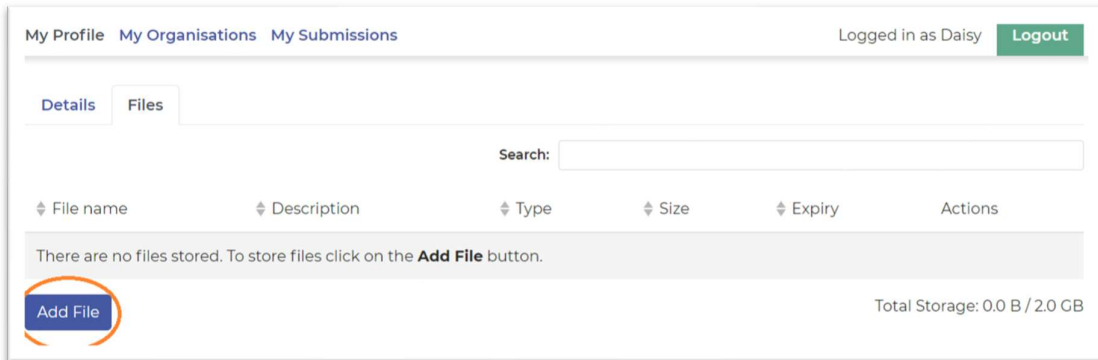 My Profile My Organisations My Submissions Logged in as Daisy Logout
Details Files
Search:
File name Description Type Size Expiry Actions
There are no files stored. To store files click on the Add File button.
Add File Total Storage: 0.0 B / 2.0 GB